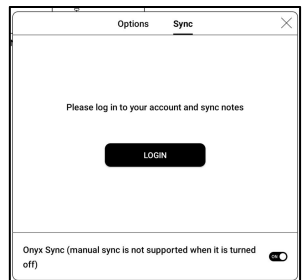 Options Sync
Please log in to your account and sync notes
LOGIN
Onyx Sync (manual sync is not supported when it is turned
off)
ON